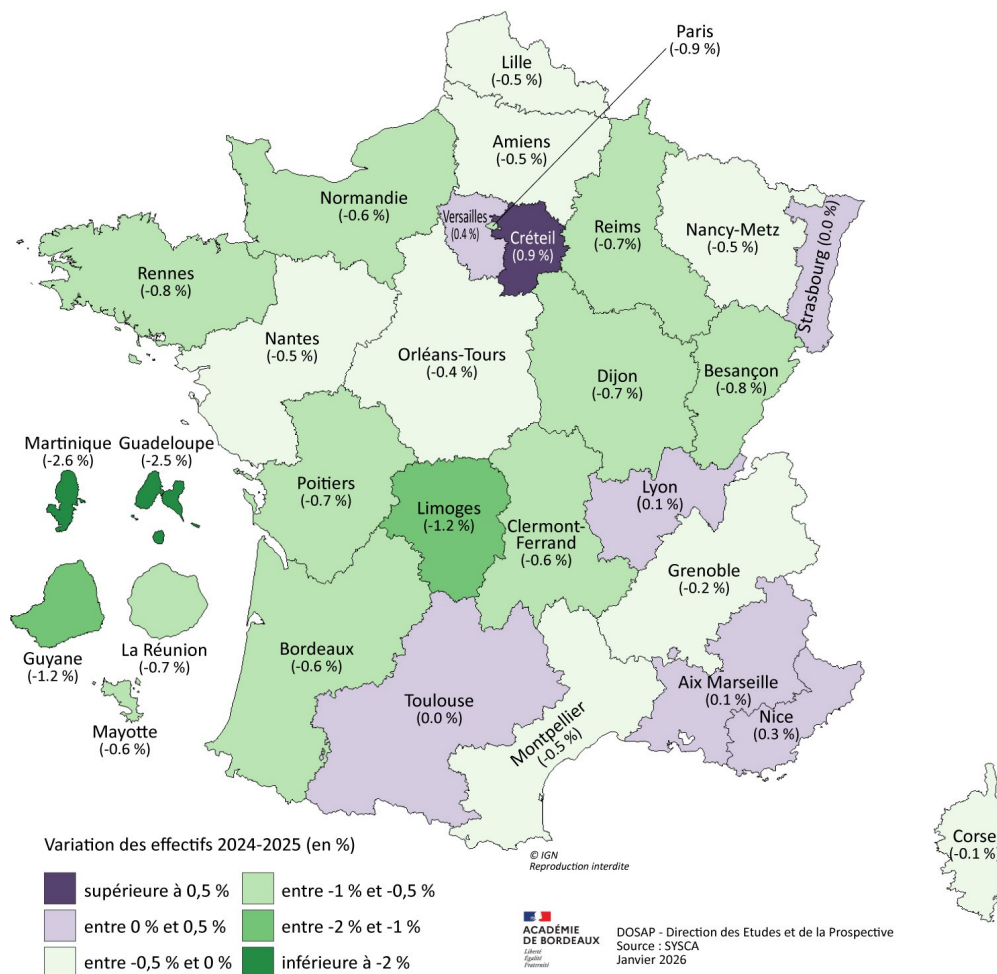 Paris
(-0.9 %)
Lille
(-0.5 %)
Amiens
(-0.5 %)
Normandie
(-0.6 %)
Versailles
(0.4 %)
Créteil
(0.9 %)
Reims
(-0.7%)
Nancy-Metz
(-0.5 %)
Strasbourg (0.0 %)
Rennes
(-0.8 %)
Nantes
(-0.5 %)
Orléans-Tours
(-0.4 %)
Dijon
(-0.7 %)
Besançon
(-0.8 %)
Martinique
(-2.6 %)
Guadeloupe
(-2.5 %)
Poitiers
(-0.7 %)
Limoges
(-1.2 %)
Clermont-
Ferrand
(-0.6 %)
Lyon
(0.1 %)
Grenoble
(-0.2 %)
Guyane
(-1.2 %)
La Réunion
(-0.7 %)
Bordeaux
(-0.6 %)
Mayotte
(-0.6 %)
Toulouse
(0.0 %)
Montpellier
(-0.5 %)
Aix Marseille
(0.1 %)
Nice
(0.3 %)
Corse
(-0.1 %)
Variation des effectifs 2024-2025 (en %)
supérieure à 0,5 %
entre 0 % et 0,5 %
entre -0,5 % et 0 %
entre -1 % et -0,5 %
entre -2 % et -1 %
inférieure à -2 %
© IGN
Reproduction interdite
ACADÉMIE
DE BORDEAUX
Liberté
Égalité
Fraternité
DOSAP - Direction des Etudes et de la Prospective
Source : SYSCA
Janvier 2026